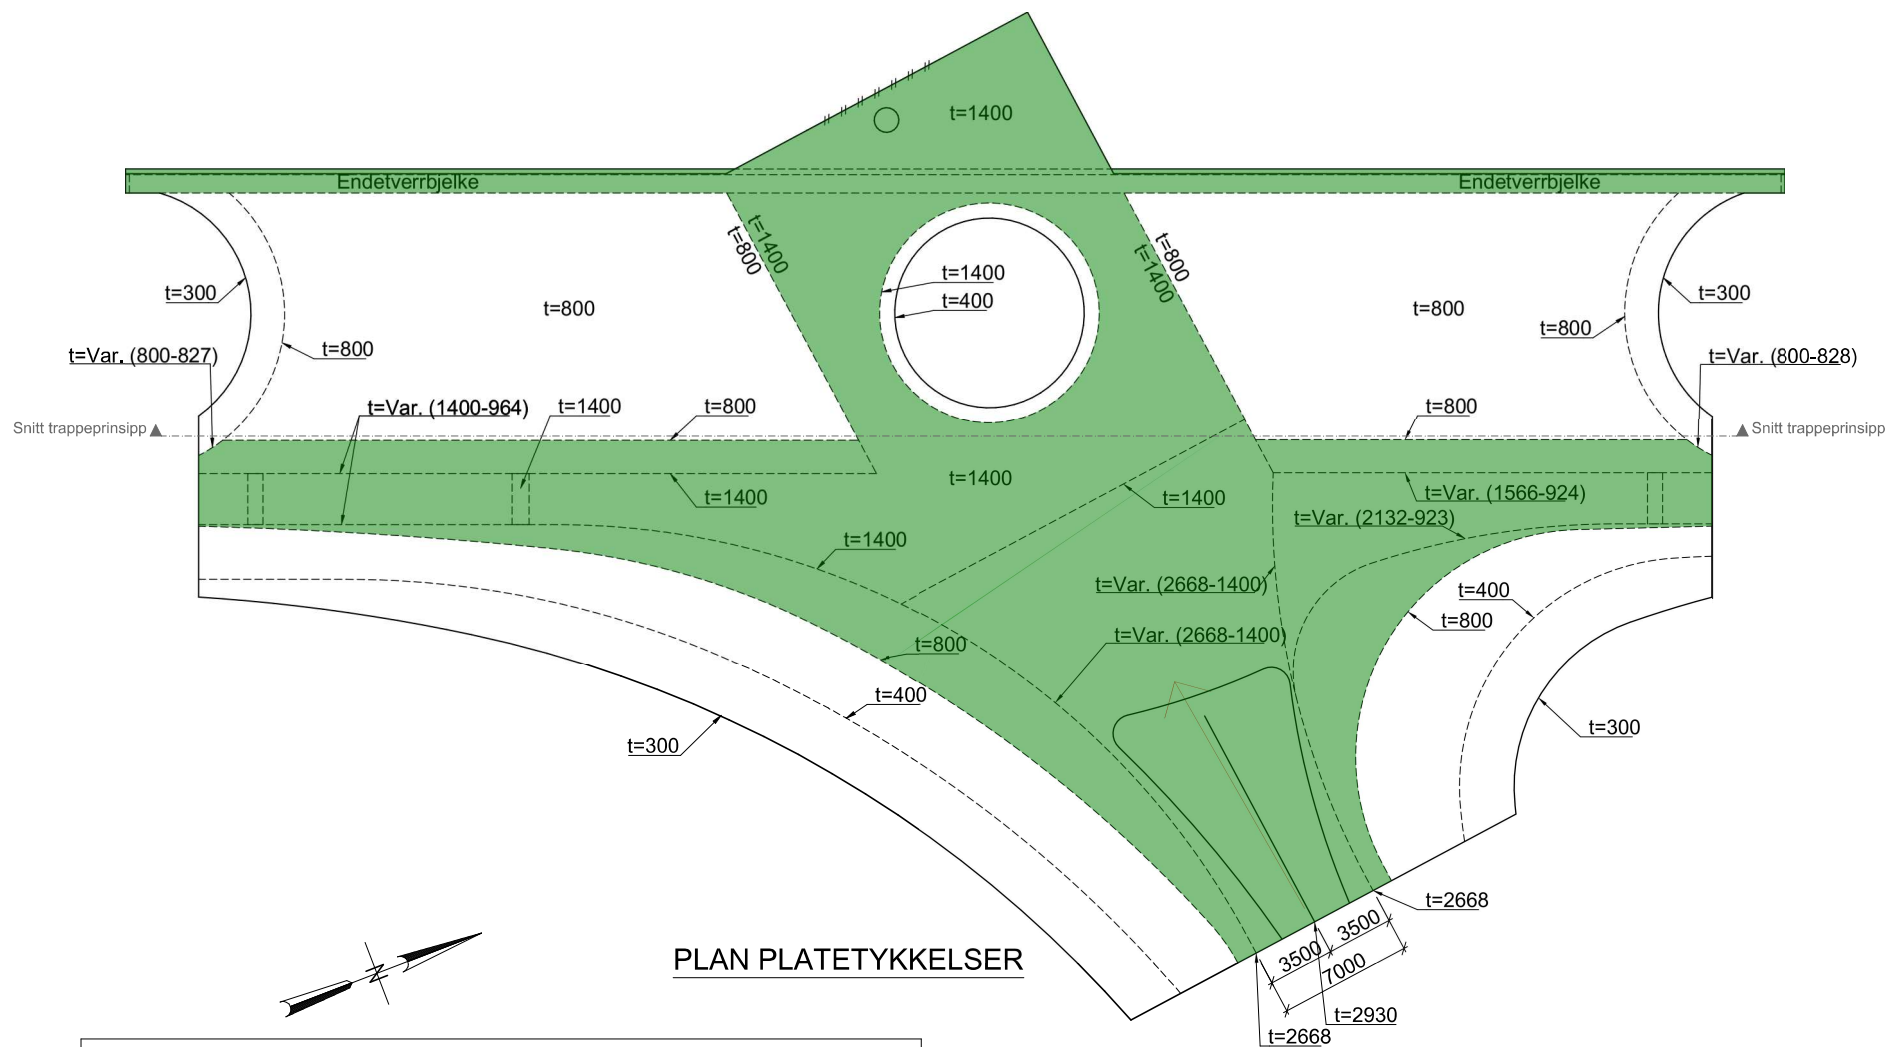 t=1400
Endetverrbjelke
Endetverrbjelke
t=1400
t=800
t=800
t=1400
t=1400
t=400
t=300
t=800
t=800
t=300
t=800
t=800
t=Var. (800-827)
t=Var. (800-828)
t=Var. (1400-964)
t=1400
t=800
t=800
Snitt trappeprinsipp
Snitt trappeprinsipp
t=1400
t=1400
t=1400
t=Var. (1566-924)
t=Var. (2132-923)
t=1400
t=Var. (2668-1400)
t=400
t=800
t=Var. (2668-1400)
t=800
t=400
t=300
t=300
t=2668
3500
3500
7000
N
PLAN PLATETYKKELSER
t=2930
t=2668